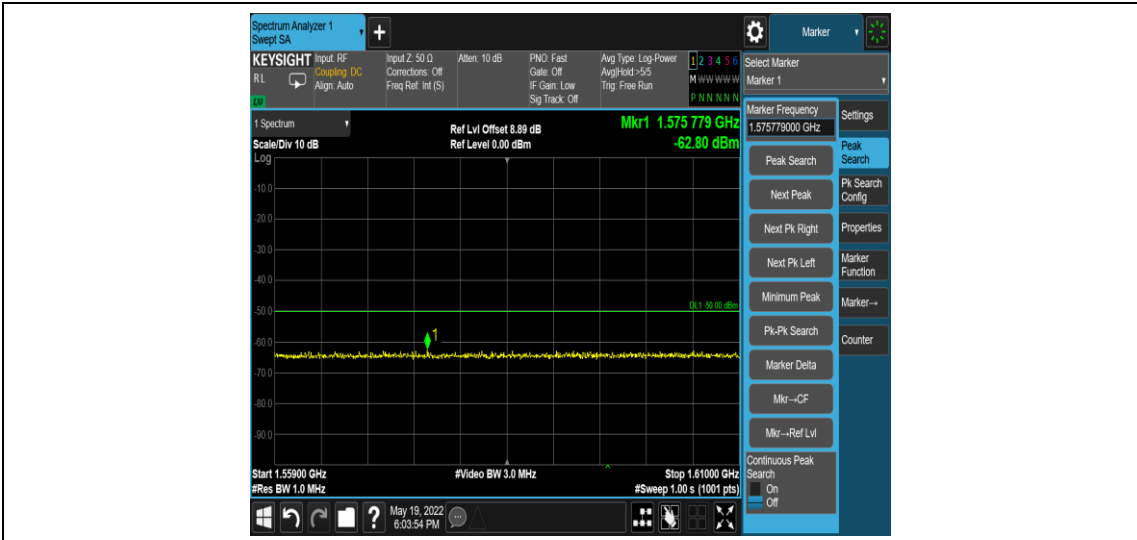 Spectrum Analyzer 1
Swept SA
+
Marker
KEYSIGHT
RL
LXI
Input: RF
Coupling: DC
Align: Auto
Input Z: 50 Ω
Corrections: Off
Freq Ref: Int (S)
Atten: 10 dB
PNO: Fast
Gate: Off
IF Gain: Low
Sig Track: Off
Avg Type: Log-Power
Avg|Hold:>5/5
Trig: Free Run
1 2 3 4 5 6
M W W W W W
P N N N N N
Select Marker
Marker 1
1 Spectrum
Scale/Div 10 dB
Log
Ref Lvl Offset 8.89 dB
Ref Level 0.00 dBm
Mkr1 1.575 779 GHz
-62.80 dBm
-10.0
-20.0
-30.0
-40.0
-50.0
-60.0
-70.0
-80.0
-90.0
DL1 -50.00 dBm
1
Start 1.55900 GHz
#Res BW 1.0 MHz
#Video BW 3.0 MHz
Stop 1.61000 GHz
#Sweep 1.00 s (1001 pts)
Marker Frequency
1.575779000 GHz
Peak Search
Next Peak
Next Pk Right
Next Pk Left
Minimum Peak
Pk-Pk Search
Marker Delta
Mkr→CF
Mkr→Ref Lvl
Continuous Peak
Search
On
Off
Settings
Peak
Search
Pk Search
Config
Properties
Marker
Function
Marker→
Counter
?
May 19, 2022
6:03:54 PM